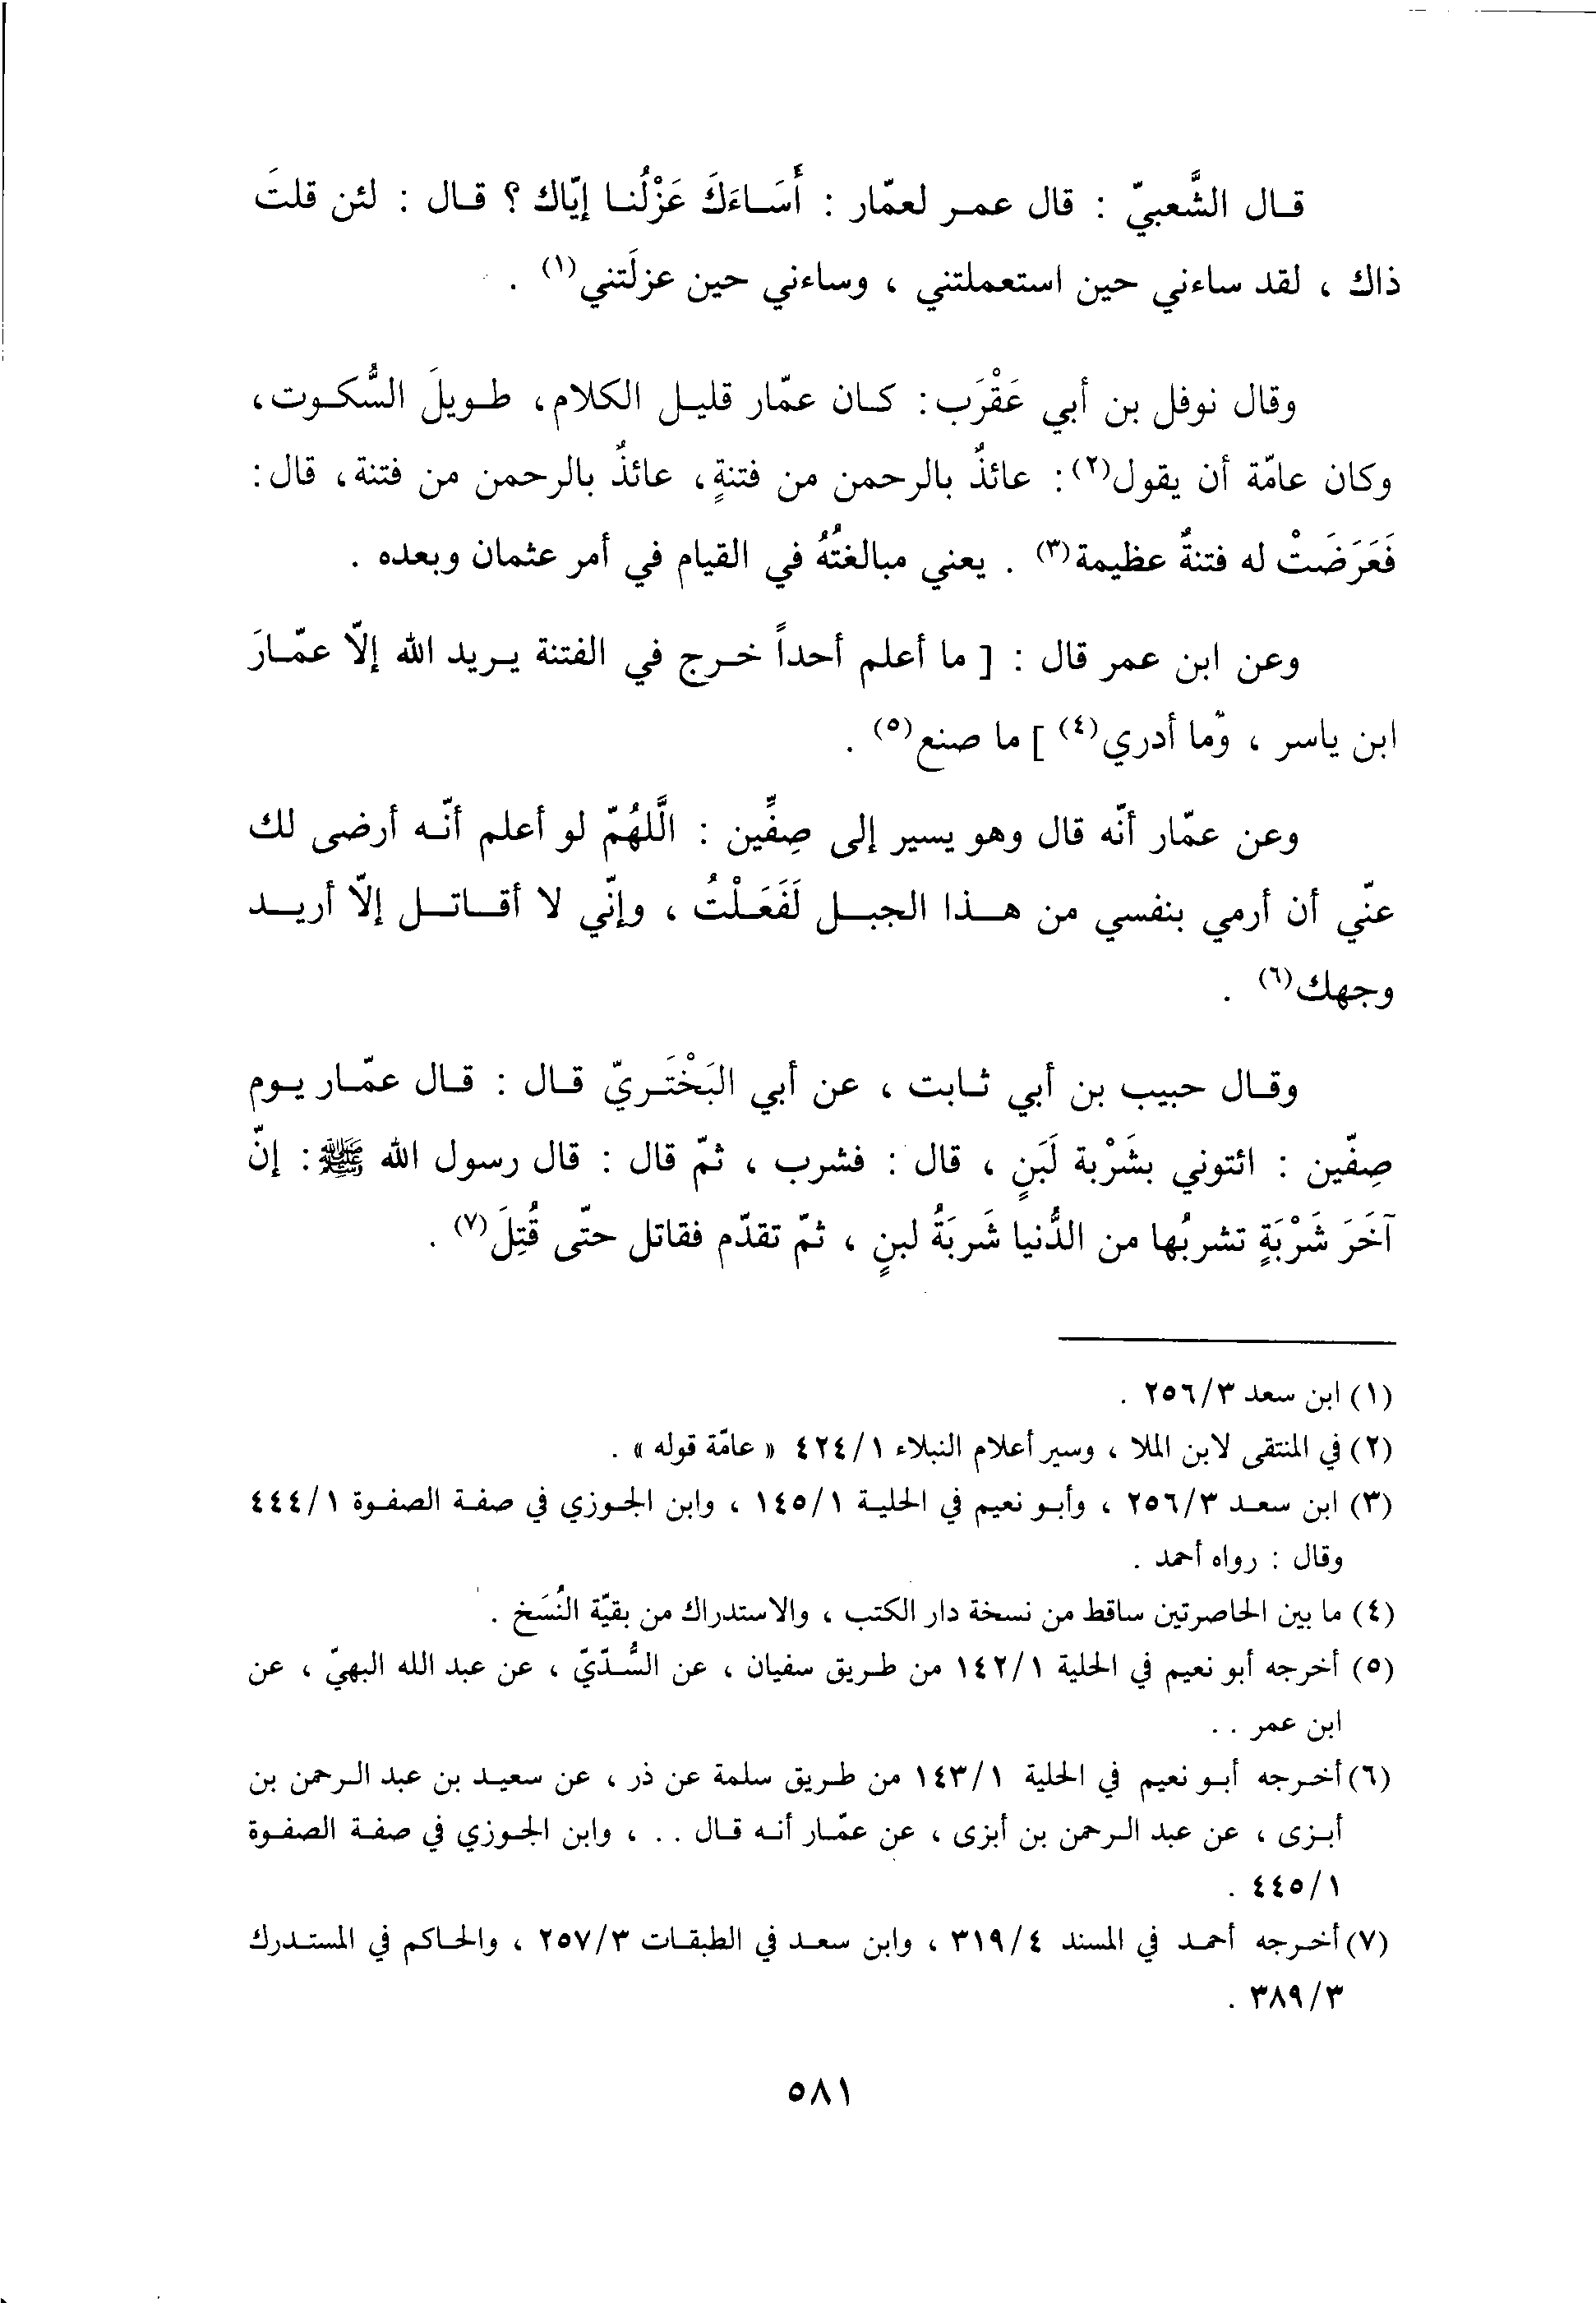 قال الشَّعبيّ : قال عمر لعمّار : أَسَاءَكَ عَزْلُنا إيّاك ؟ قال : لئن قلتَ
ذاك ، لقد ساءني حين استعملتني ، وساءني حين عزلَتني(١) .
وقال نوفل بن أبي عَقْرَب: كان عمّار قليل الكلام، طويلَ السُّكوت،
وكان عامّة أن يقول(٢): عائذٌ بالرحمن من فتنةٍ، عائذٌ بالرحمن من فتنة، قال:
فَعَرَضَتْ له فتنةٌ عظيمة(٣) . يعني مبالغتُهُ في القيام في أمر عثمان وبعده .
وعن ابن عمر قال : [ ما أعلم أحداً خرج في الفتنة يريد الله إلّا عمّارَ
ابن ياسر ، وما أدري(٤) ] ما صنع(٥) .
وعن عمّار أنّه قال وهو يسير إلى صِفِّين : الَّلهُمّ لو أعلم أنّه أرضى لك
عنّي أن أرمي بنفسي من هذا الجبل لَفَعَلْتُ ، وإنّي لا أقاتل إلّا أريد
وجهك(٦) .
وقال حبيب بن أبي ثابت ، عن أبي البَخْتَريّ قال : قال عمّار يوم
صِفّين : ائتوني بشَرْبة لَبَنٍ ، قال : فشرب ، ثمّ قال : قال رسول الله ﷺ: إنّ
آخَرَ شَرْبَةٍ تشربُها من الدُّنيا شَربَةُ لبنٍ ، ثمّ تقدّم فقاتل حتّى قُتِلَ(٧) .
(١) ابن سعد ٢٥٦/٣ .
(٢) في المنتقى لابن الملا ، وسير أعلام النبلاء ٤٢٤/١ « عامّة قوله » .
(٣) ابن سعد ٢٥٦/٣ ، وأبو نعيم في الحلية ١٤٥/١ ، وابن الجوزي في صفة الصفوة ٤٤٤/١
وقال : رواه أحمد .
(٤) ما بين الحاصرتين ساقط من نسخة دار الكتب ، والاستدراك من بقيّة النُسَخ .
(٥) أخرجه أبو نعيم في الحلية ١٤٢/١ من طريق سفيان ، عن السُّدّيّ ، عن عبد الله البهيّ ، عن
ابن عمر . .
(٦) أخرجه أبو نعيم في الحلية ١٤٣/١ من طريق سلمة عن ذر ، عن سعيد بن عبد الرحمن بن
أبزى ، عن عبد الرحمن بن أبزى ، عن عمّار أنه قال . . ، وابن الجوزي في صفة الصفوة
٤٤٥/١ .
(٧) أخرجه أحمد في المسند ٣١٩/٤ ، وابن سعد في الطبقات ٢٥٧/٣ ، والحاكم في المستدرك
٣٨٩/٣ .
٥٨١